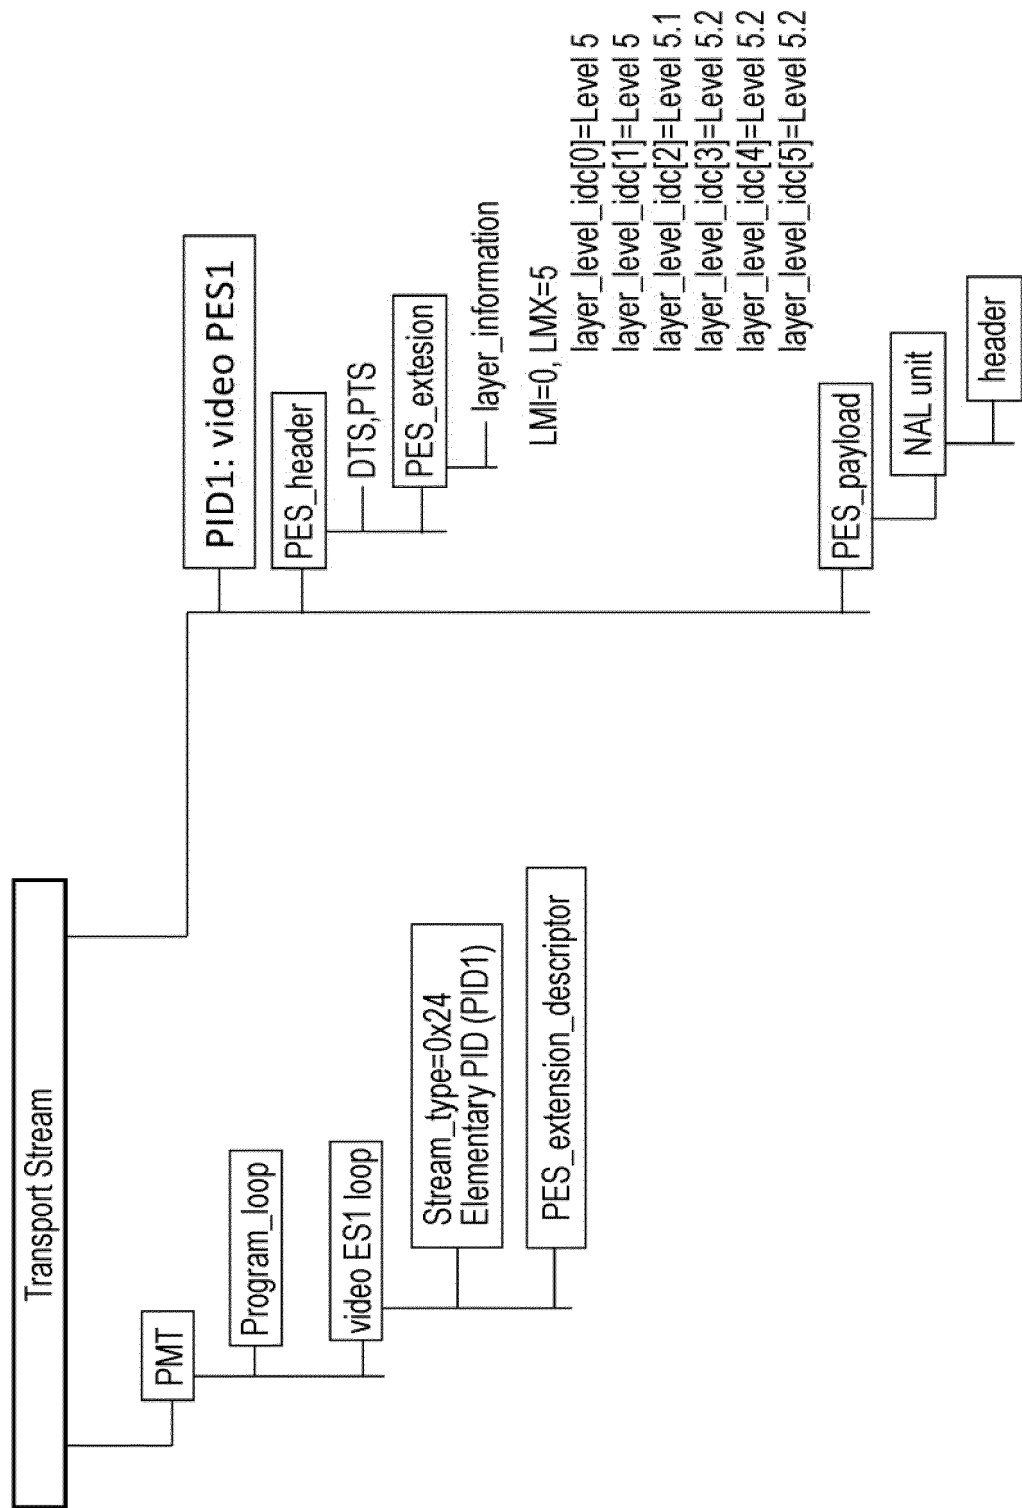 Transport Stream
PMT
Program_loop
video ES1 loop
Stream_type=0x24
Elementary PID (PID1)
PES_extension_descriptor
PID1: video PES1
PES_header
DTS,PTS
PES_extesion
layer_information
LMI=0, LMX=5
layer_level_idc[0]=Level 5
layer_level_idc[1]=Level 5
layer_level_idc[2]=Level 5.1
layer_level_idc[3]=Level 5.2
layer_level_idc[4]=Level 5.2
layer_level_idc[5]=Level 5.2
PES_payload
NAL unit
header